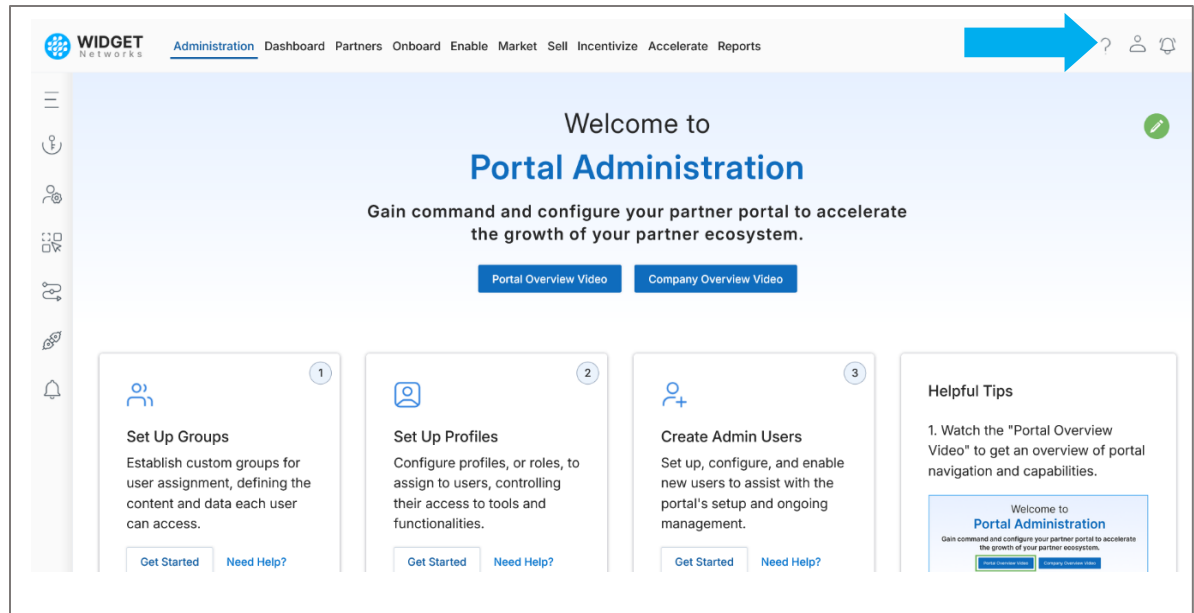 WIDGET
Networks
Administration Dashboard Partners Onboard Enable Market Sell Incentivize Accelerate Reports
?
Welcome to
Portal Administration
Gain command and configure your partner portal to accelerate
the growth of your partner ecosystem.
Portal Overview Video Company Overview Video
1
Set Up Groups
Establish custom groups for
user assignment, defining the
content and data each user
can access.
Get Started Need Help?
2
Set Up Profiles
Configure profiles, or roles, to
assign to users, controlling
their access to tools and
functionalities.
Get Started Need Help?
3
Create Admin Users
Set up, configure, and enable
new users to assist with the
portal's setup and ongoing
management.
Get Started Need Help?
Helpful Tips
1. Watch the "Portal Overview
Video" to get an overview of portal
navigation and capabilities.
Welcome to
Portal Administration
Gain command and configure your partner portal to accelerate
the growth of your partner ecosystem.
Portal Overview Video Company Overview Video